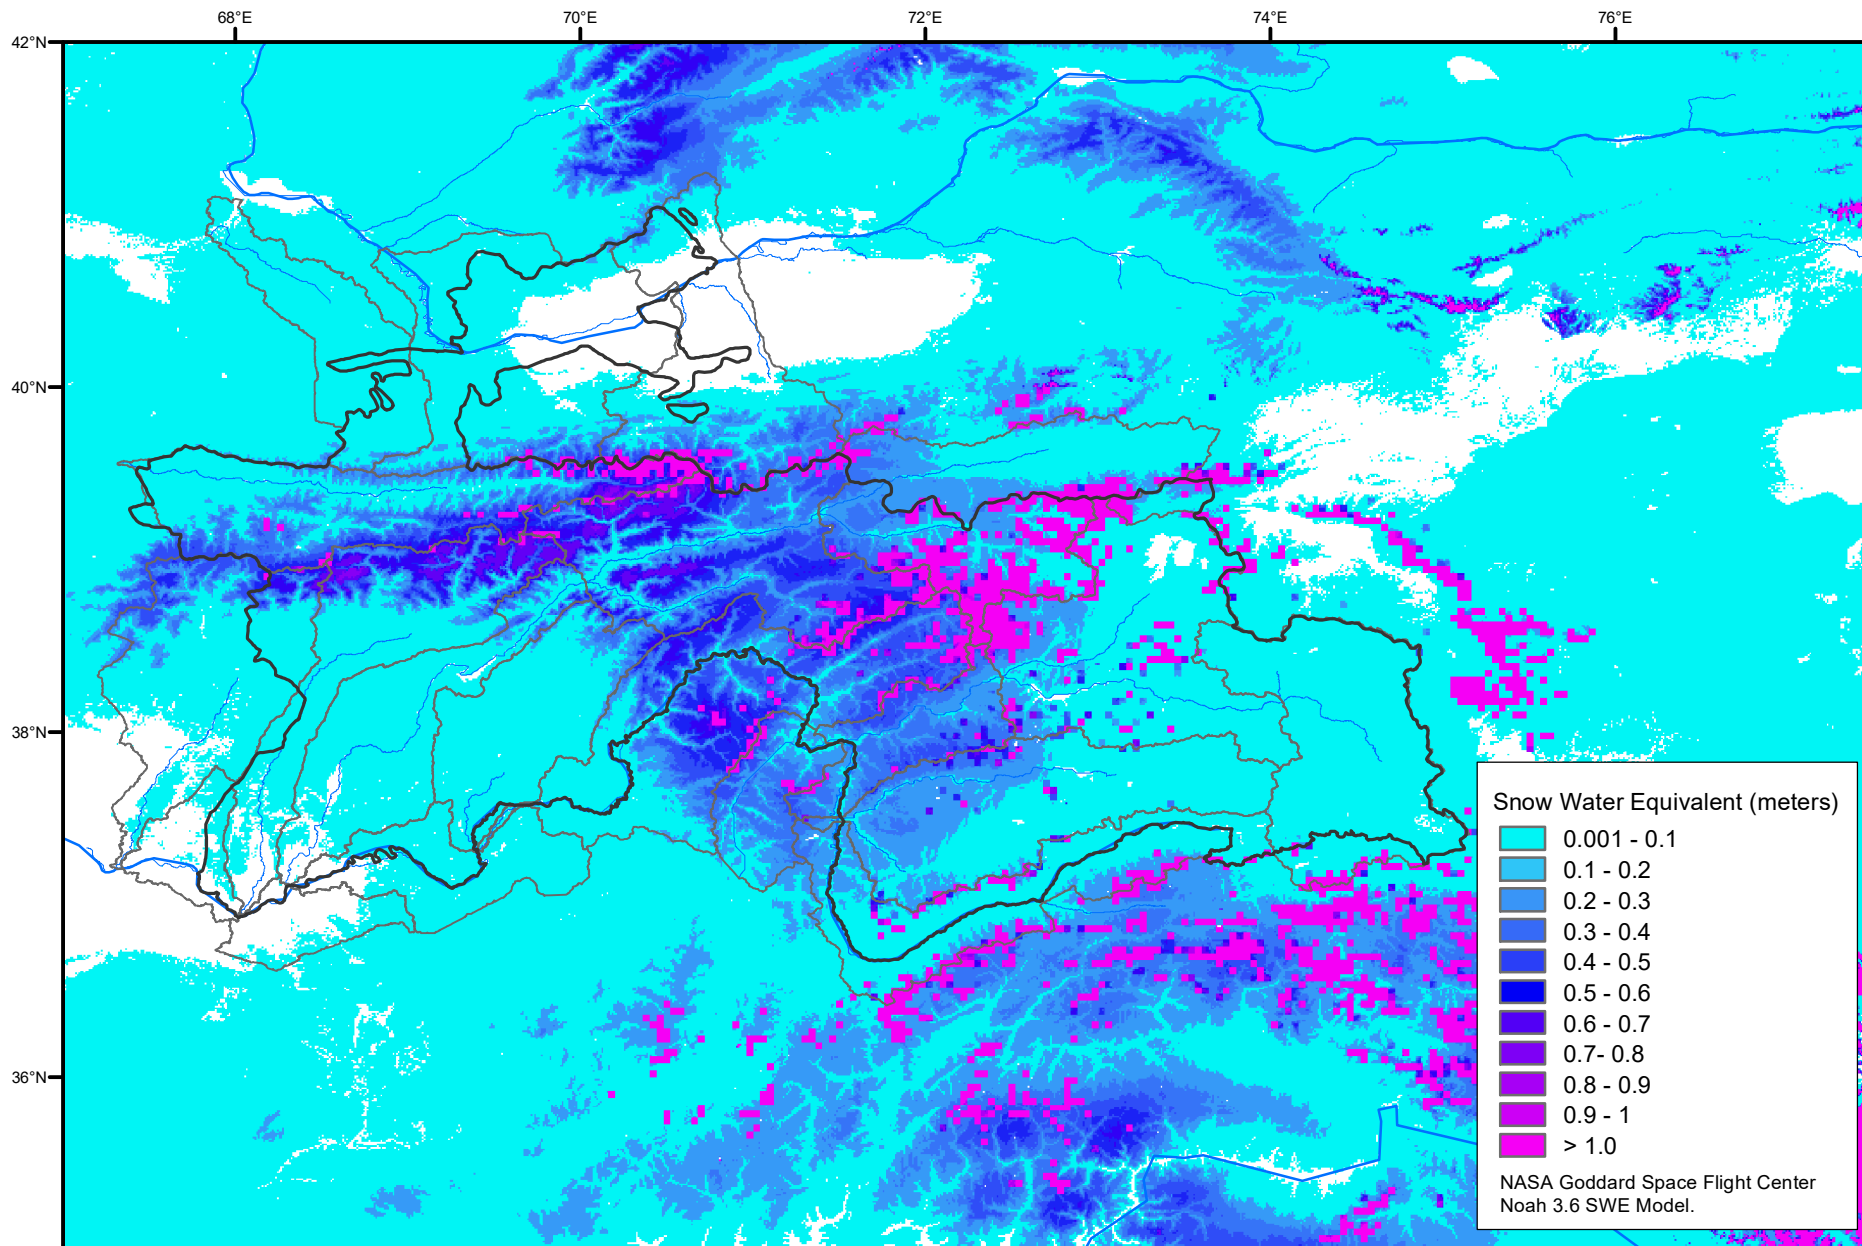 68°E
70°E
72°E
74°E
76°E
42°N
40°N
38°N
36°N
Snow Water Equivalent (meters)
0.001 - 0.1
0.1 - 0.2
0.2 - 0.3
0.3 - 0.4
0.4 - 0.5
0.5 - 0.6
0.6 - 0.7
0.7- 0.8
0.8 - 0.9
0.9 - 1
> 1.0
NASA Goddard Space Flight Center
Noah 3.6 SWE Model.